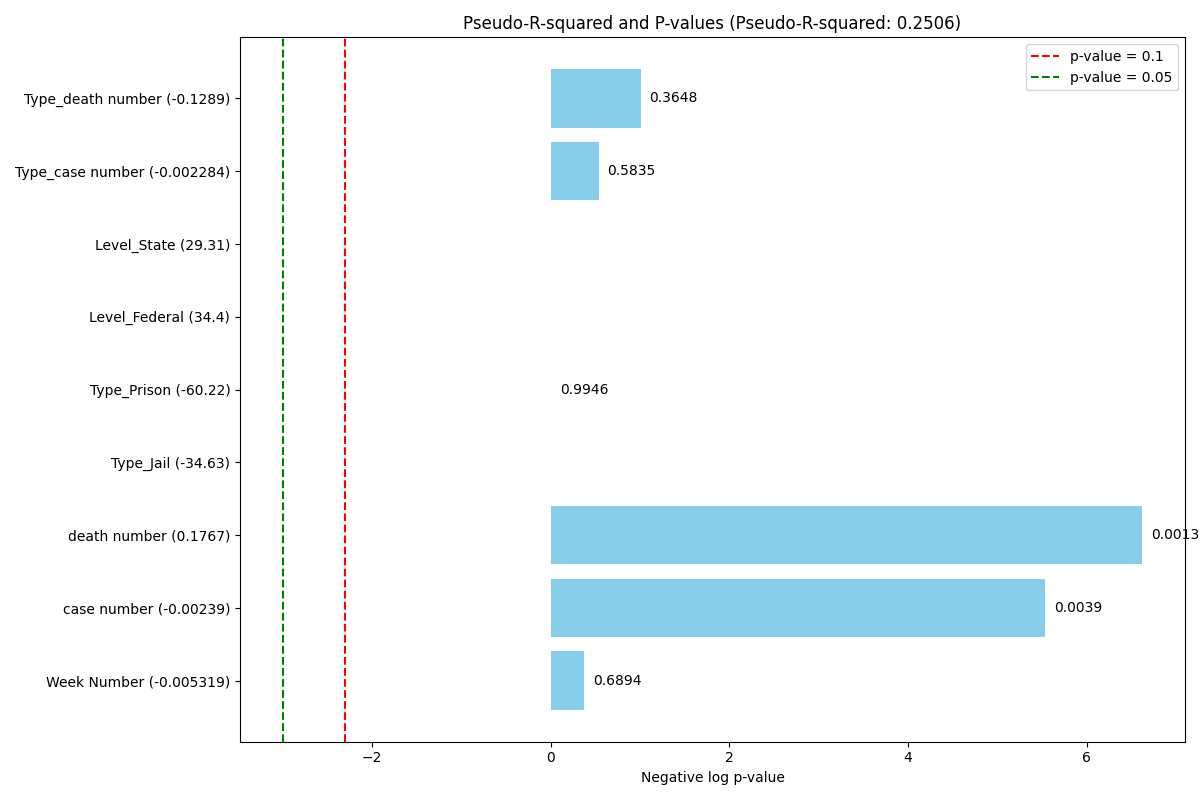 Pseudo-R-squared and P-values (Pseudo-R-squared: 0.2506)
p-value = 0.1
p-value = 0.05
Type_death number (-0.1289)
0.3648
Type_case number (-0.002284)
0.5835
Level_State (29.31)
Level_Federal (34.4)
Type_Prison (-60.22)
0.9946
Type_Jail (-34.63)
death number (0.1767)
0.0013
case number (-0.00239)
0.0039
Week Number (-0.005319)
0.6894
−2 0 2 4 6
Negative log p-value